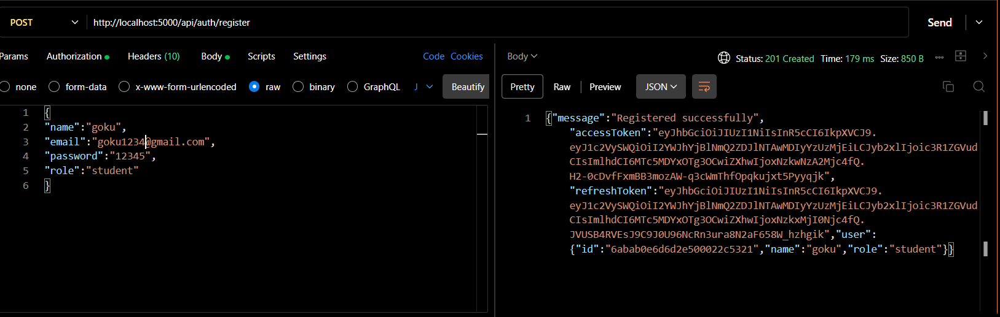 POST http://localhost:5000/api/auth/register Send
Params Authorization Headers (10) Body Scripts Settings Code Cookies
none form-data x-www-form-urlencoded raw binary GraphQL J Beautify
1 {
2 "name":"goku",
3 "email":"goku1234@gmail.com",
4 "password":"12345",
5 "role":"student"
6 }
Body Status: 201 Created Time: 179 ms Size: 850 B
Pretty Raw Preview JSON
1 {"message":"Registered successfully",
"accessToken":"eyJhbGciOiJIUzI1NiIsInR5cCI6IkpXVCJ9.
eyJ1c2VySWQiOiI2YWJhYjBlNmQ2ZDJlNTAwMDIyYzUzMjEiLCJyb2xlIjoic3R1ZGVud
CIsImlhdCI6MTc5MDYxOTg3OCwiZXhwIjoxNzkwNzA2Mjc4fQ.
H2-0cDvfFxmBB3mozAW-q3cWmThfOpqkujxt5Pyyqjk",
"refreshToken":"eyJhbGciOiJIUzI1NiIsInR5cCI6IkpXVCJ9.
eyJ1c2VySWQiOiI2YWJhYjBlNmQ2ZDJlNTAwMDIyYzUzMjEiLCJyb2xlIjoic3R1ZGVud
CIsImlhdCI6MTc5MDYxOTg3OCwiZXhwIjoxNzkxMjI0Njc4fQ.
JVUSB4RVEsJ9C9J0U96NcRn3ura8N2aF658W_hzhgik","user":
{"id":"6abab0e6d6d2e500022c5321","name":"goku","role":"student"}}